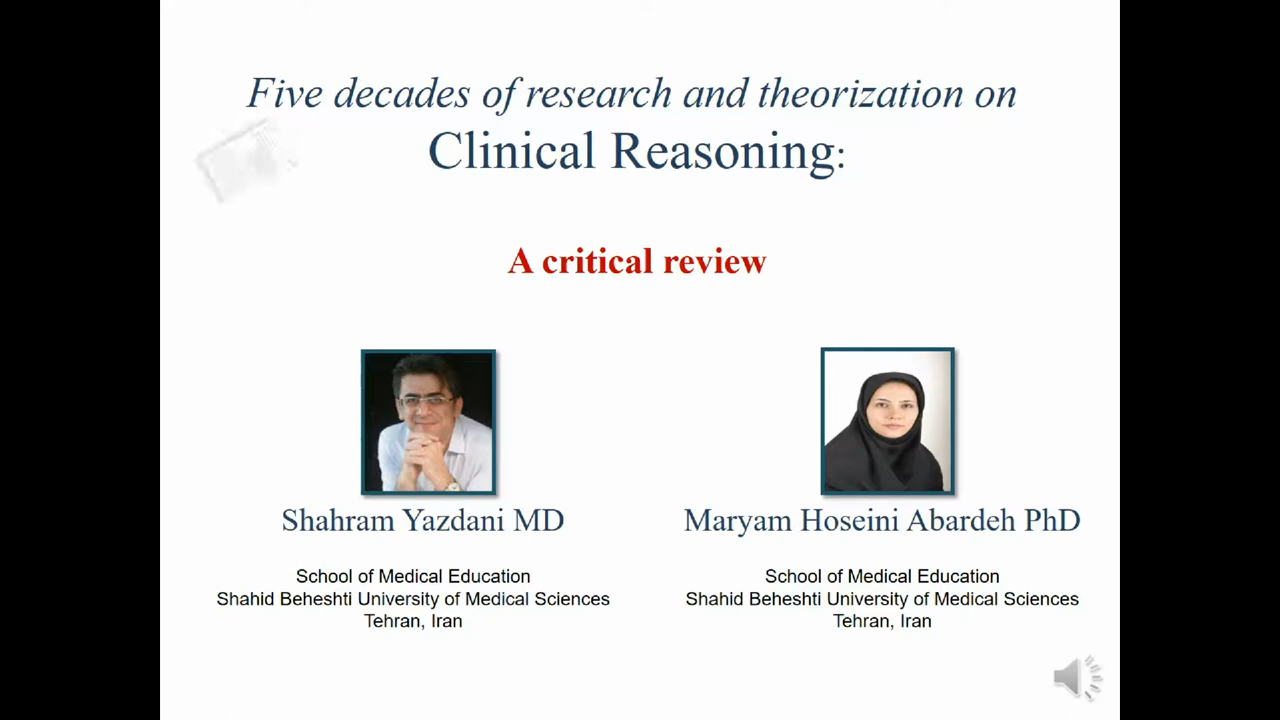 Five decades of research and theorization on
Clinical Reasoning:
A critical review
Shahram Yazdani MD
Maryam Hoseini Abardeh PhD
School of Medical Education
Shahid Beheshti University of Medical Sciences
Tehran, Iran
School of Medical Education
Shahid Beheshti University of Medical Sciences
Tehran, Iran